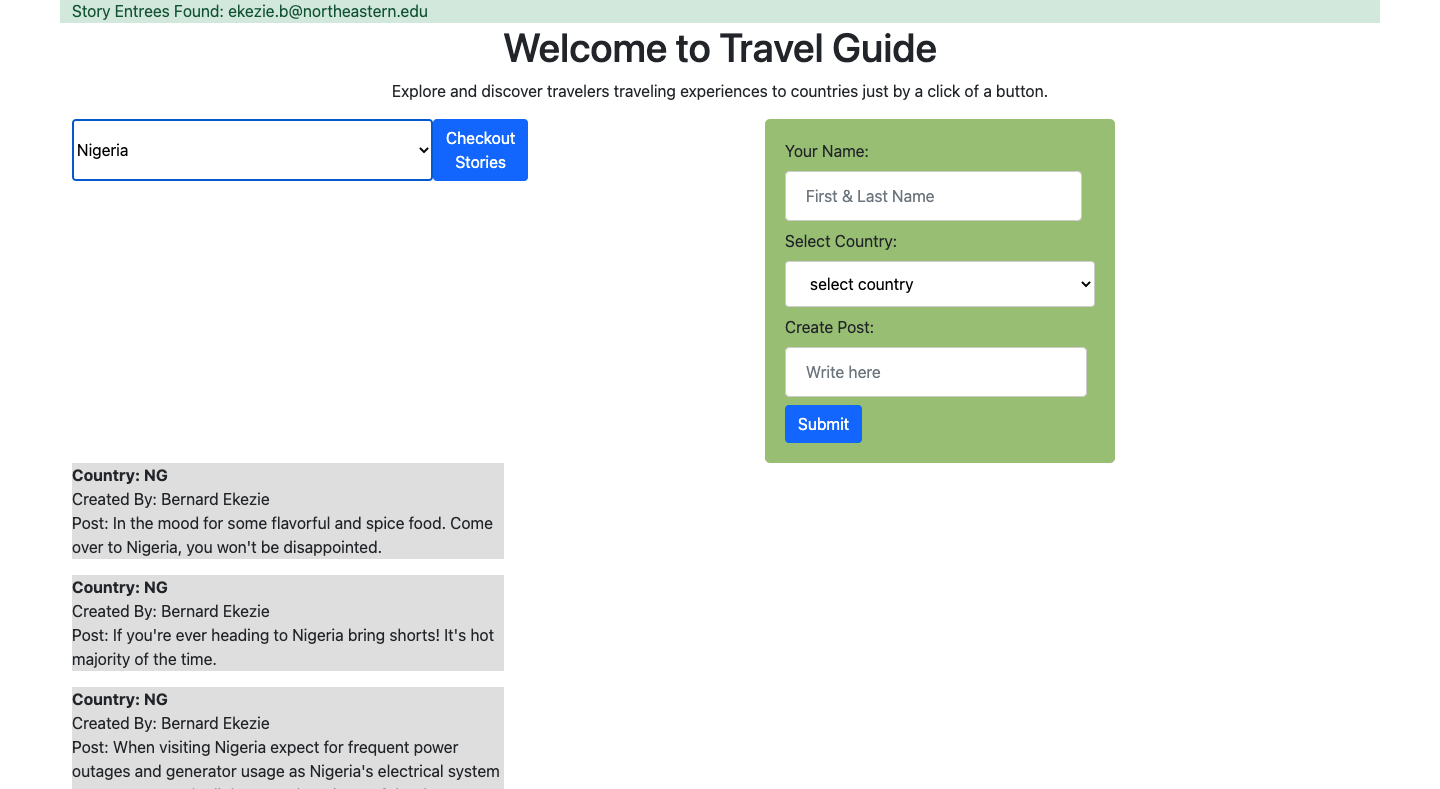 Story Entrees Found: ekezie.b@northeastern.edu
Welcome to Travel Guide
Explore and discover travelers traveling experiences to countries just by a click of a button.
Nigeria
Checkout
Stories
Your Name:
First & Last Name
Select Country:
select country
Create Post:
Write here
Submit
Country: NG
Created By: Bernard Ekezie
Post: In the mood for some flavorful and spice food. Come
over to Nigeria, you won't be disappointed.
Country: NG
Created By: Bernard Ekezie
Post: If you're ever heading to Nigeria bring shorts! It's hot
majority of the time.
Country: NG
Created By: Bernard Ekezie
Post: When visiting Nigeria expect for frequent power
outages and generator usage as Nigeria's electrical system